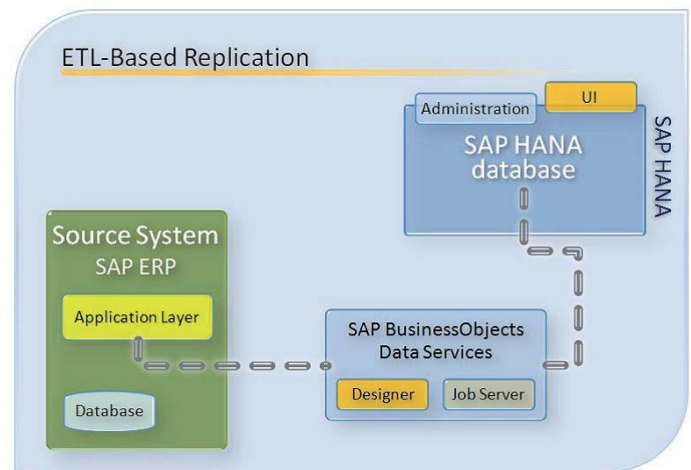 ETL-Based Replication
Administration
UI
SAP HANA
database
SAP HANA
Source System
SAP ERP
Application Layer
Database
SAP BusinessObjects
Data Services
Designer
Job Server